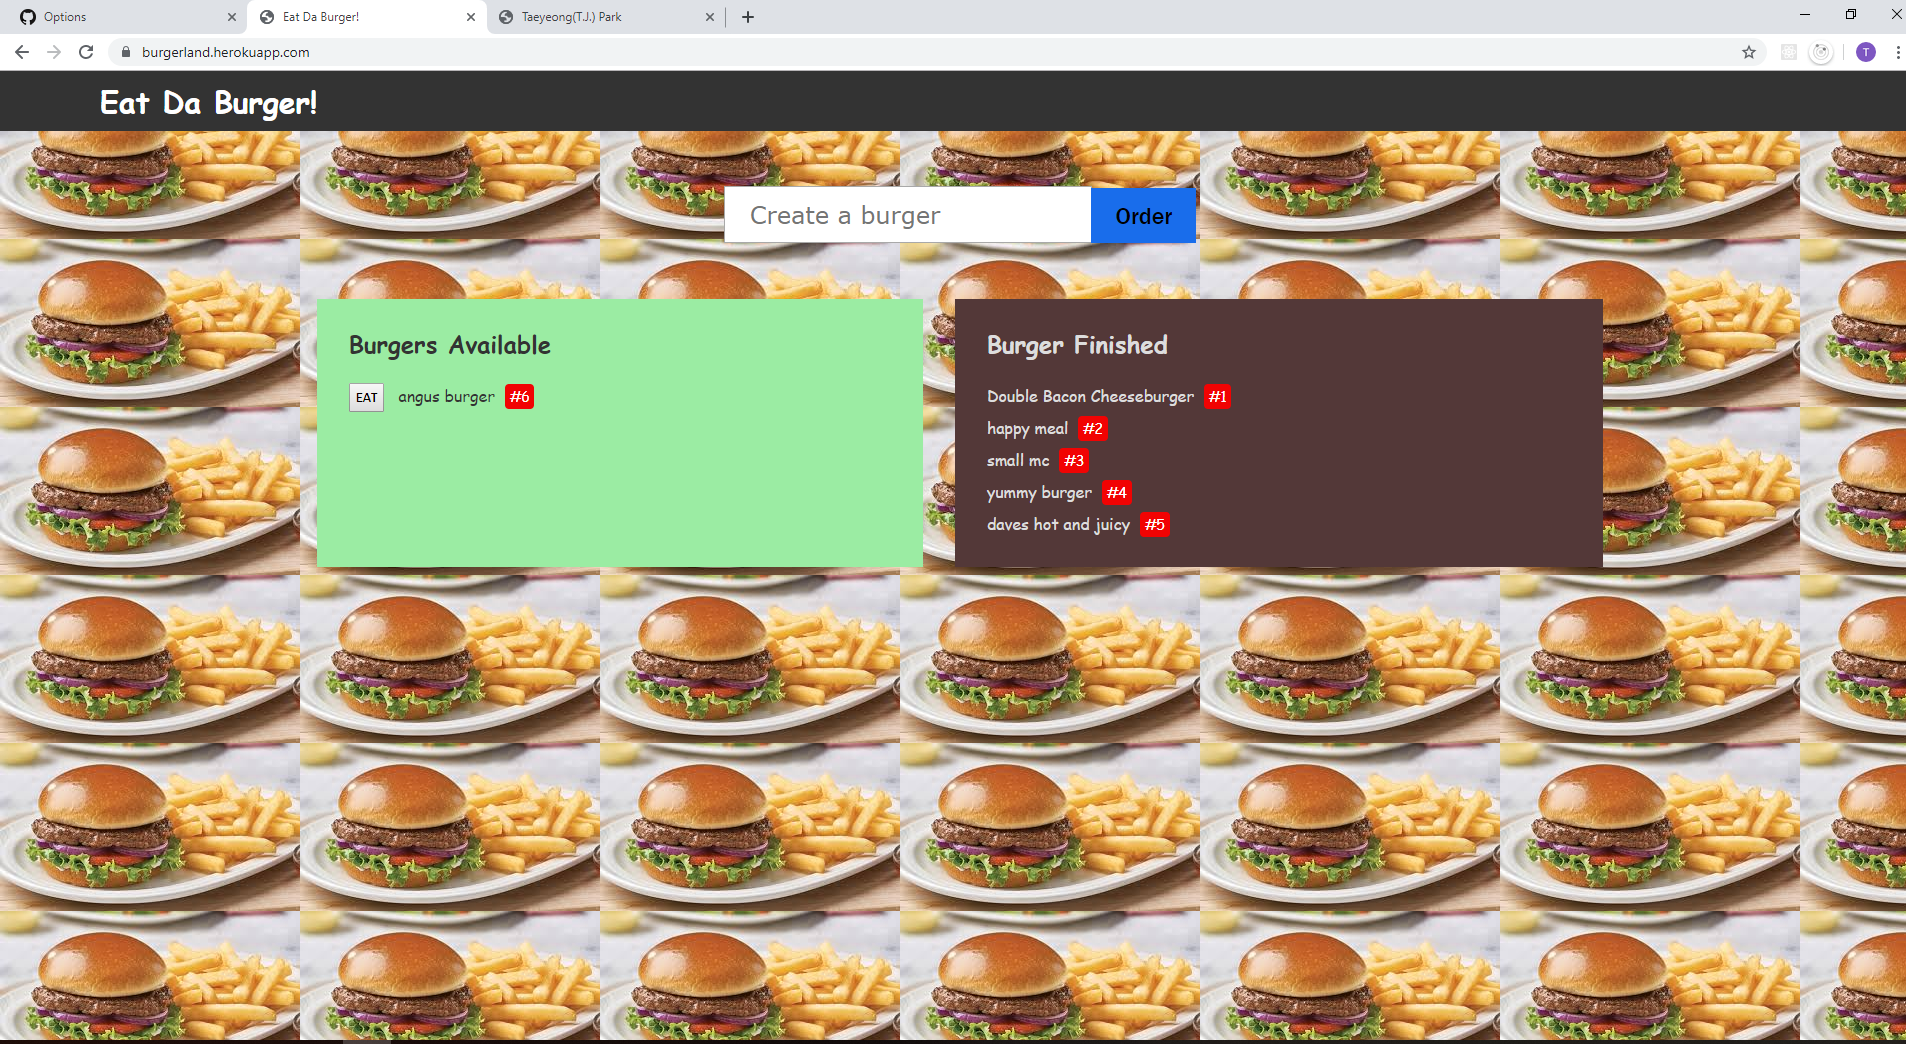 Options
Eat Da Burger!
Taeyeong(T.J.) Park
burgerland.herokuapp.com
T
Eat Da Burger!
Create a burger
Order
Burgers Available
EAT angus burger #6
Burger Finished
Double Bacon Cheeseburger #1
happy meal #2
small mc #3
yummy burger #4
daves hot and juicy #5